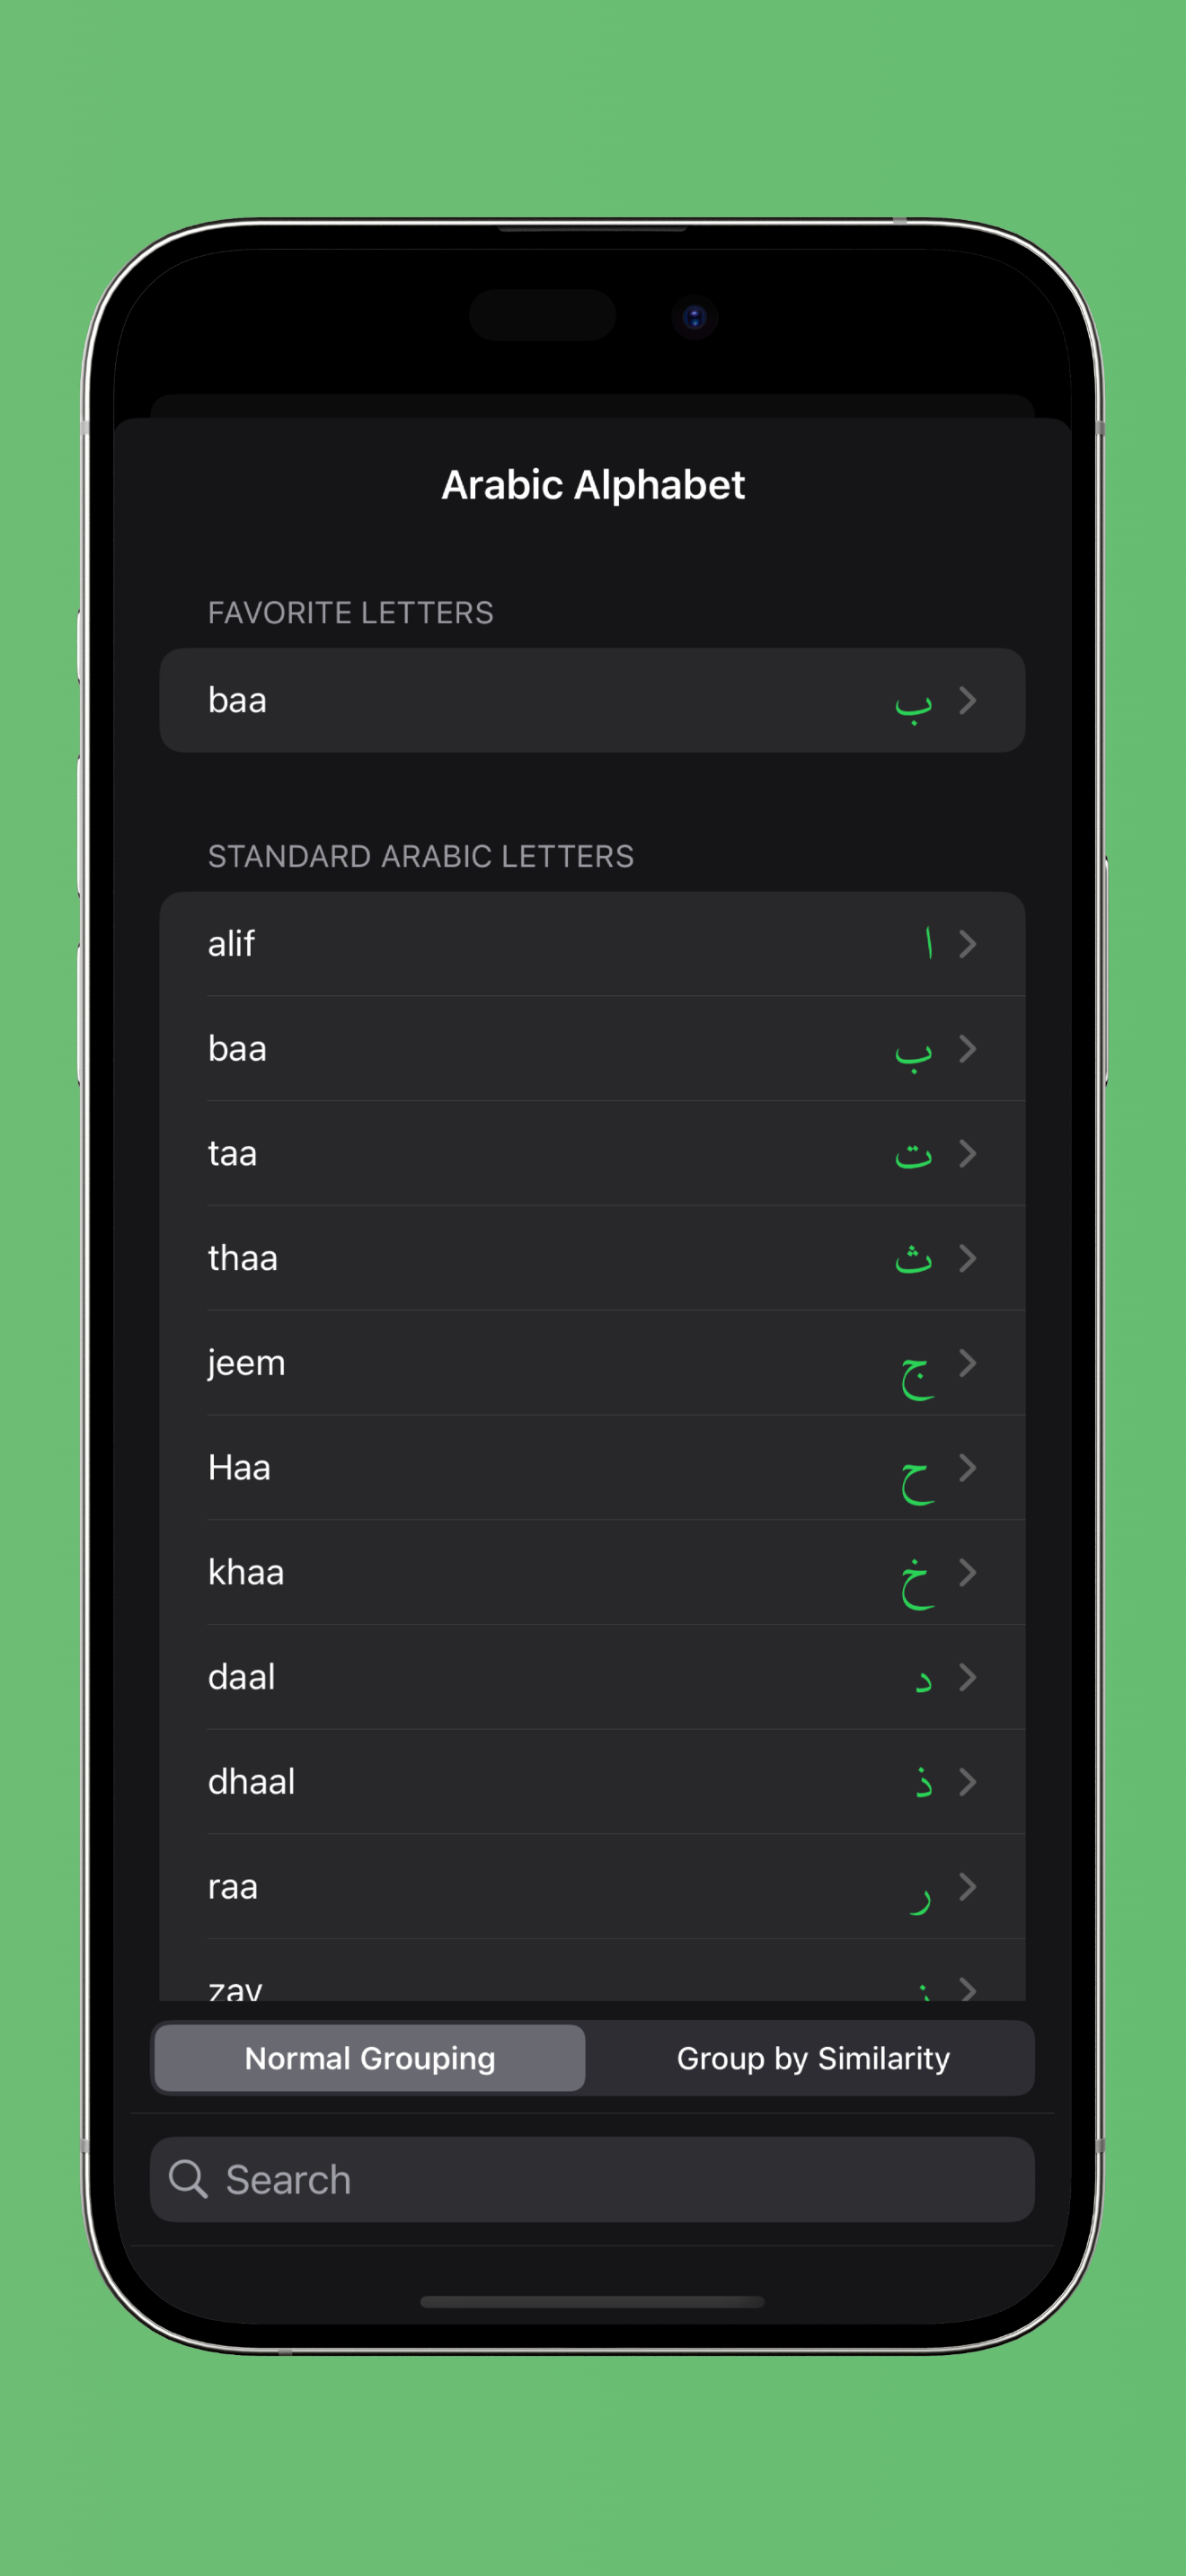 Arabic Alphabet
FAVORITE LETTERS
baa ب
STANDARD ARABIC LETTERS
alif ا
baa ب
taa ت
thaa ث
jeem ج
Haa ح
khaa خ
daal د
dhaal ذ
raa ر
zay ز
Normal Grouping Group by Similarity
Search